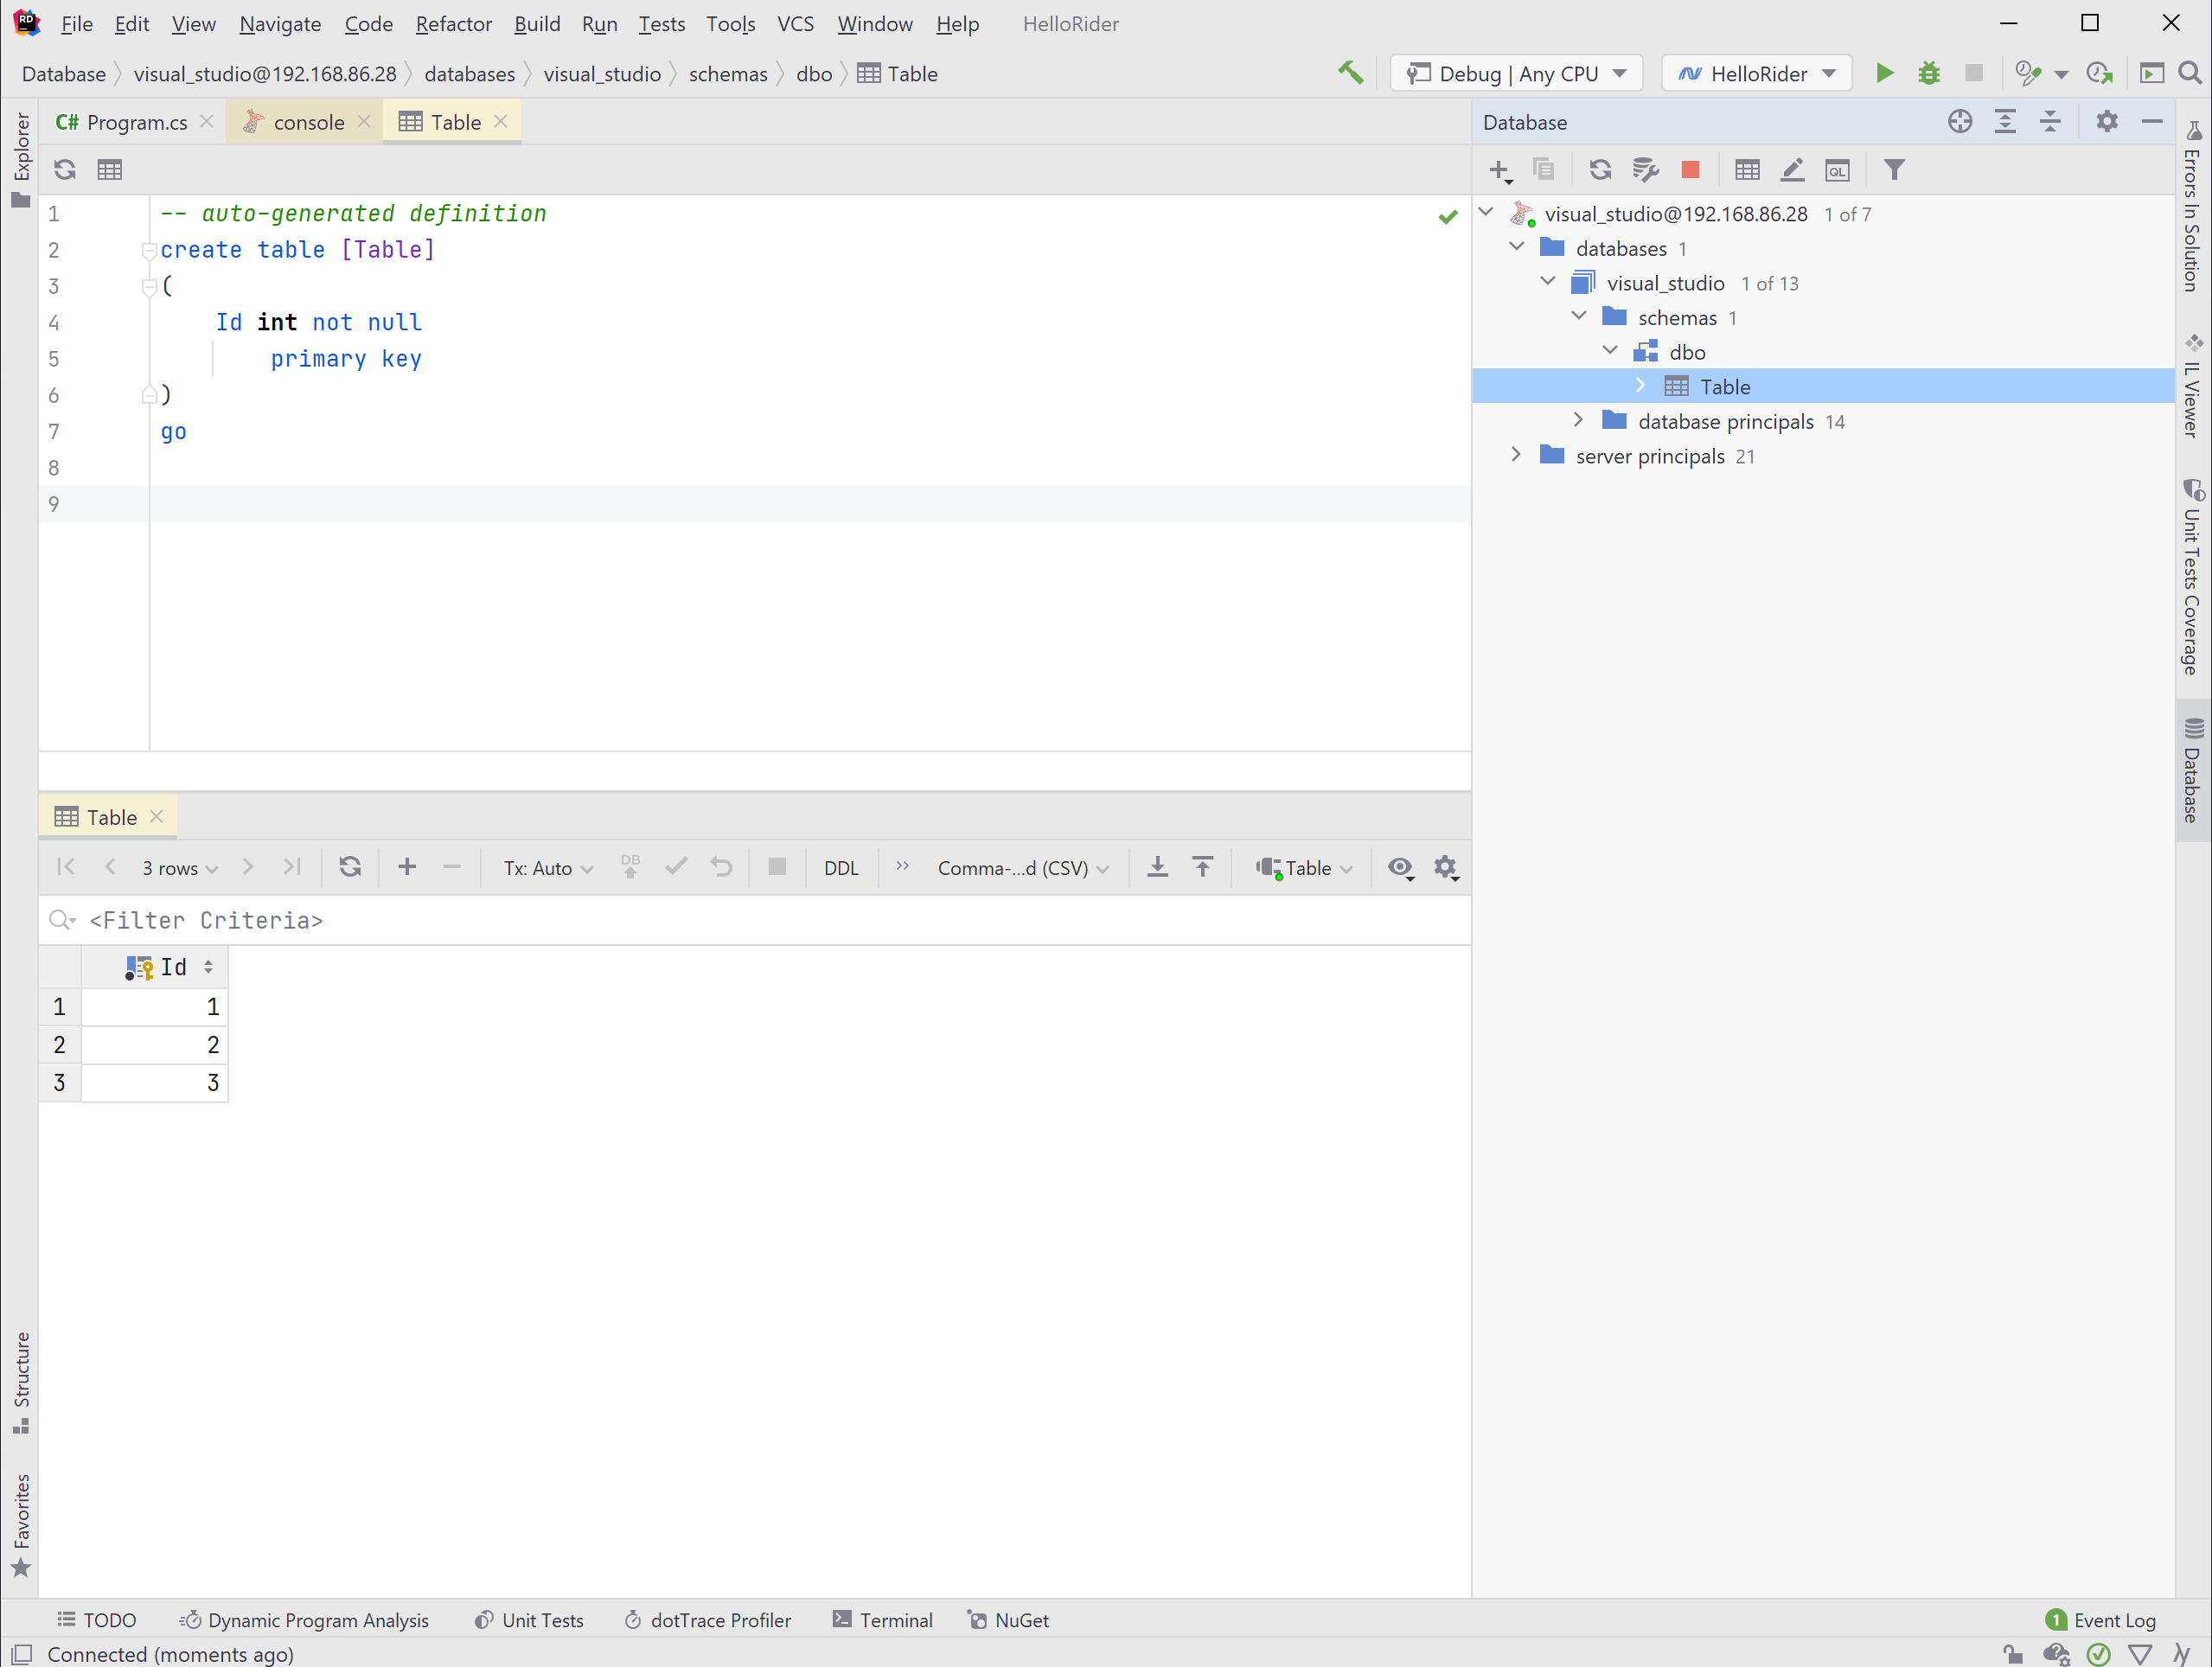 RD File Edit View Navigate Code Refactor Build Run Tests Tools VCS Window Help HelloRider
Database visual_studio@192.168.86.28 databases visual_studio schemas dbo Table Debug | Any CPU HelloRider
Explorer
C# Program.cs console Table
1 -- auto-generated definition
2 create table [Table]
3 (
4 Id int not null
5 primary key
6 )
7 go
8
9
Database
QL
visual_studio@192.168.86.28 1 of 7
databases 1
visual_studio 1 of 13
schemas 1
dbo
Table
database principals 14
server principals 21
Errors In Solution
IL Viewer
Unit Tests Coverage
Database
Table
3 rows Tx: Auto DB DDL Comma-...d (CSV) Table
<Filter Criteria>
Id
1 1
2 2
3 3
Structure
Favorites
TODO Dynamic Program Analysis Unit Tests dotTrace Profiler Terminal NuGet 1 Event Log
Connected (moments ago)